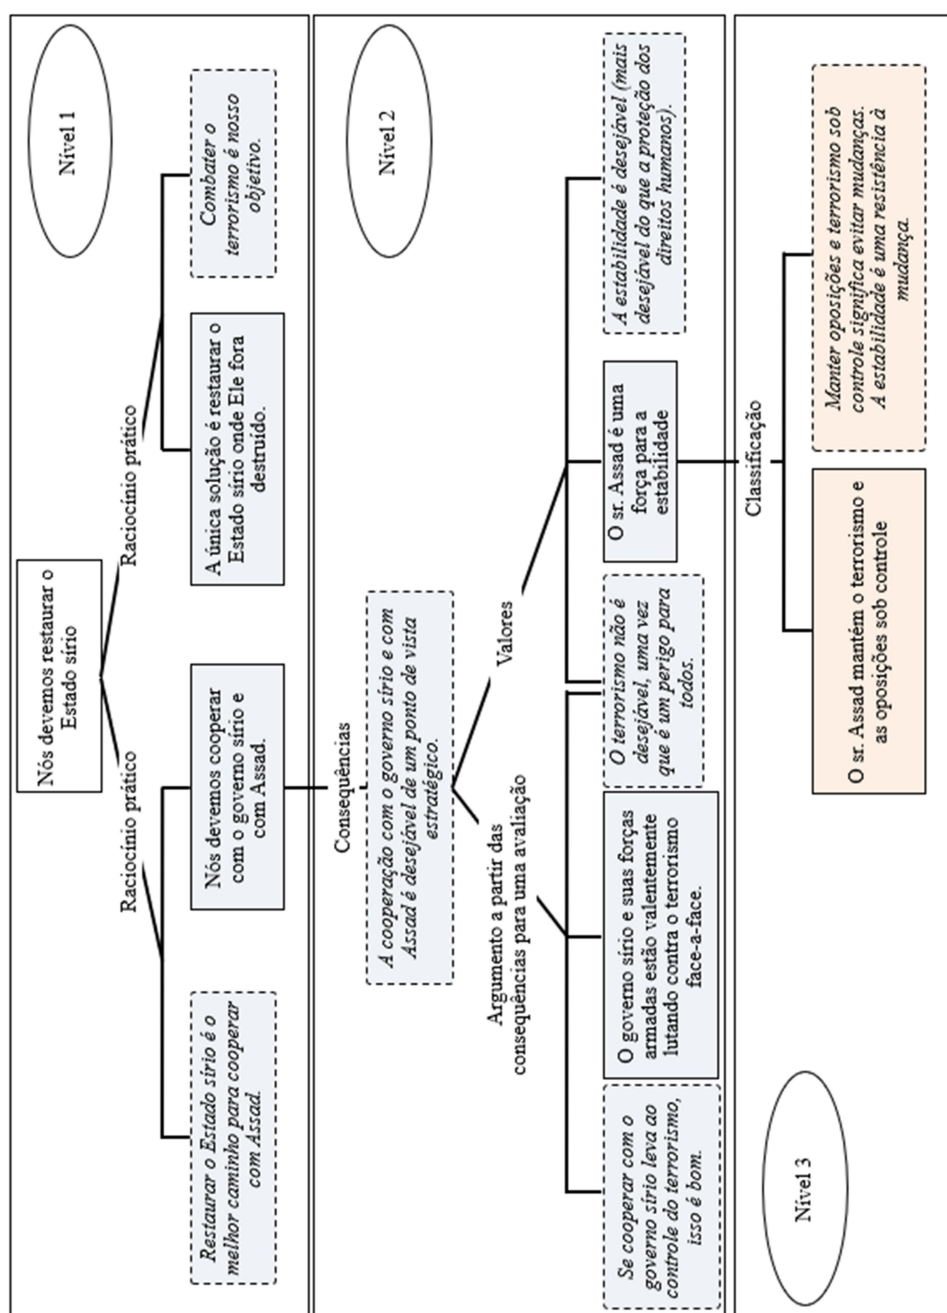 Nível 1
Nós devemos restaurar o
Estado sírio
Raciocínio prático
Raciocínio prático
Restaurar o Estado sírio é o
melhor caminho para cooperar
com Assad.
Nós devemos cooperar
com o governo sírio e
com Assad.
A única solução é restaurar o
Estado sírio onde Ele fora
destruído.
Combater o
terrorismo é nosso
objetivo.
Nível 2
Consequências
A cooperação com o governo sírio e com
Assad é desejável de um ponto de vista
estratégico.
Argumento a partir das
consequências para uma avaliação
Valores
Se cooperar com o
governo sírio leva ao
controle do terrorismo,
isso é bom.
O governo sírio e suas forças
armadas estão valentemente
lutando contra o terrorismo
face-a-face.
O terrorismo não é
desejável, uma vez
que é um perigo para
todos.
O sr. Assad é uma
força para a
estabilidade
A estabilidade é desejável (mais
desejável do que a proteção dos
direitos humanos).
Nível 3
Classificação
O sr. Assad mantém o terrorismo e
as oposições sob controle
Manter oposições e terrorismo sob
controle significa evitar mudanças.
A estabilidade é uma resistência à
mudança.